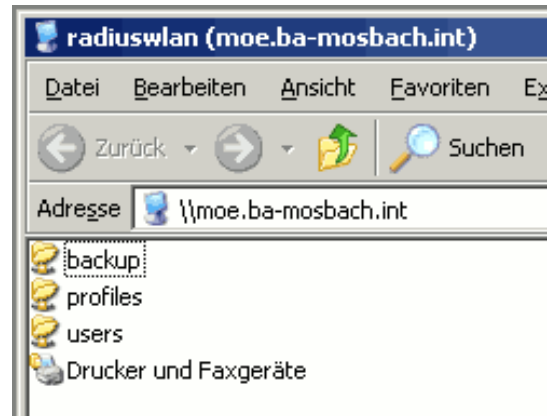 radiuswlan (moe.ba-mosbach.int)
Datei Bearbeiten Ansicht Favoriten Ex
Zurück Suchen
Adresse \\moe.ba-mosbach.int
backup
profiles
users
Drucker und Faxgeräte